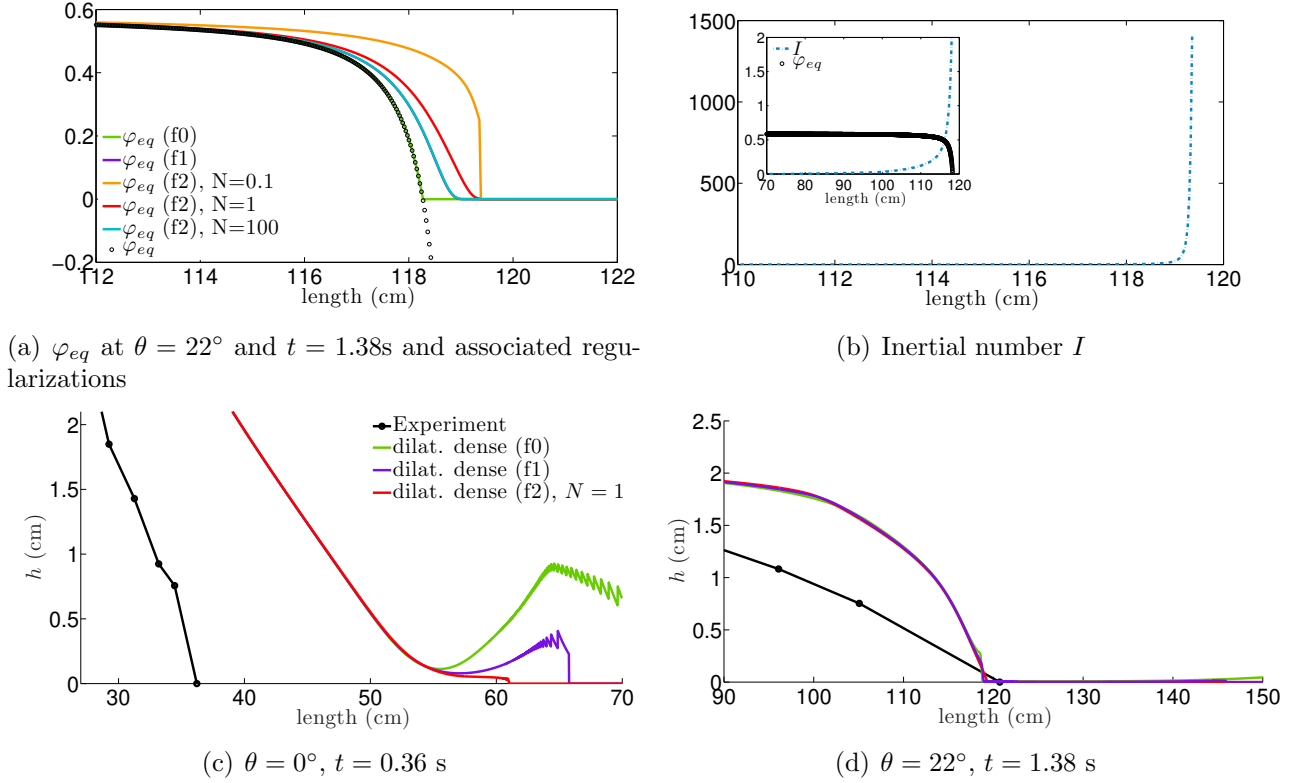 0.6
0.4
0.2
0
−0.2
φeq (f0)
φeq (f1)
φeq (f2), N=0.1
φeq (f2), N=1
φeq (f2), N=100
φeq
112 114 116 118 120 122
length (cm)
(a) φeq at θ = 22° and t = 1.38s and associated regu-
larizations
1500
1000
500
0
2
1.5
1
0.5
0
I
φeq
70 80 90 100 110 120
length (cm)
110 112 114 116 118 120
length (cm)
(b) Inertial number I
2
1.5
1
0.5
0
h (cm)
Experiment
dilat. dense (f0)
dilat. dense (f1)
dilat. dense (f2), N = 1
30 40 50 60 70
length (cm)
(c) θ = 0°, t = 0.36 s
2.5
2
1.5
1
0.5
0
h (cm)
90 100 110 120 130 140 150
length (cm)
(d) θ = 22°, t = 1.38 s